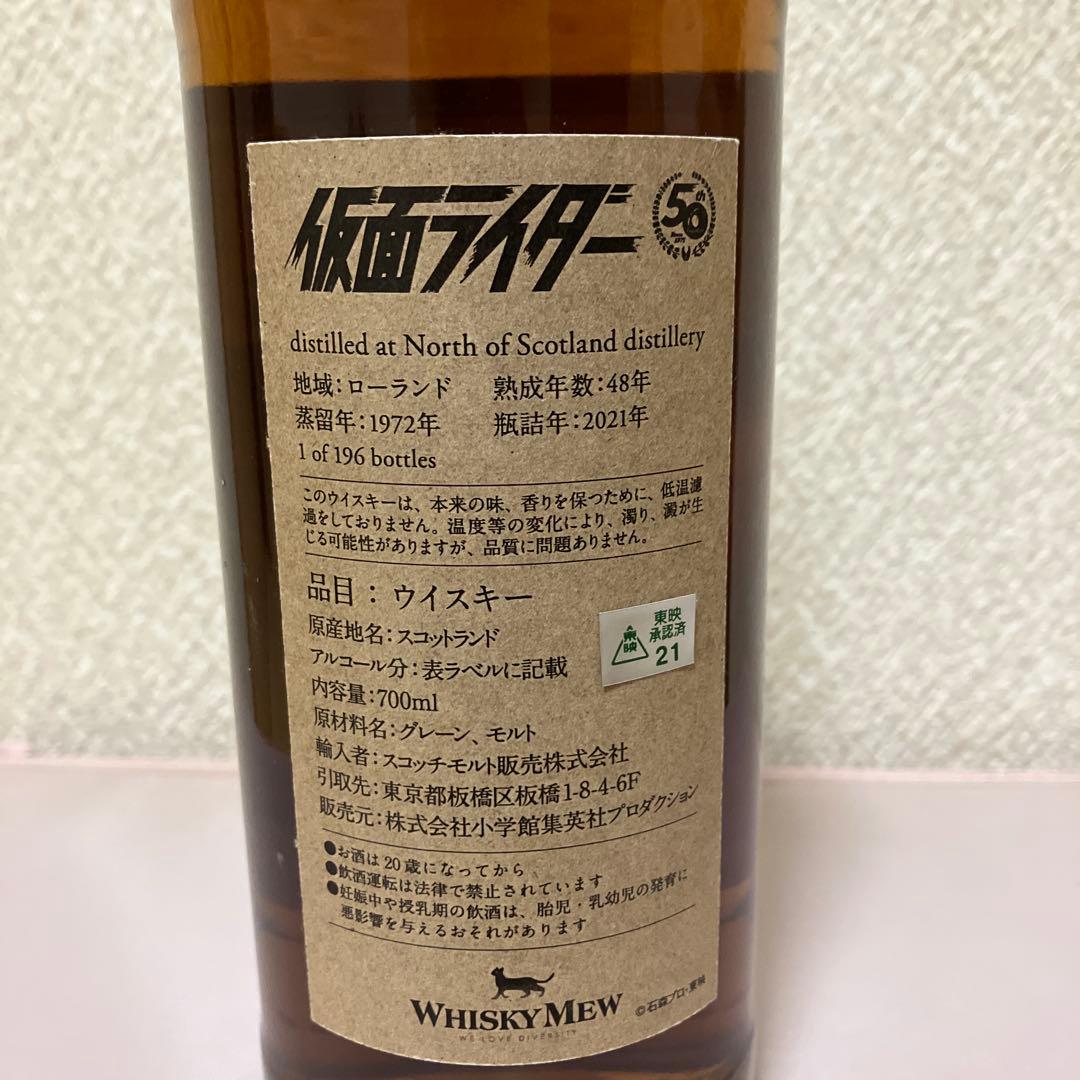 仮面ライダー
50th
Since 1971
distilled at North of Scotland distillery
地域：ローランド 熟成年数：48年
蒸留年：1972年 瓶詰年：2021年
1 of 196 bottles
このウイスキーは、本来の味、香りを保つために、低温濾
過をしておりません。温度等の変化により、濁り、澱が生
じる可能性がありますが、品質に問題ありません。
品目：ウイスキー
原産地名：スコットランド
アルコール分：表ラベルに記載
内容量：700ml
原材料名：グレーン、モルト
輸入者：スコッチモルト販売株式会社
引取先：東京都板橋区板橋1-8-4-6F
販売元：株式会社小学館集英社プロダクション
東映
東映
承認済
21
●お酒は20歳になってから
●飲酒運転は法律で禁止されています
●妊娠中や授乳期の飲酒は、胎児・乳幼児の発育に
悪影響を与えるおそれがあります
WHISKY MEW
WE LOVE DIVERSITY
©石森プロ・東映